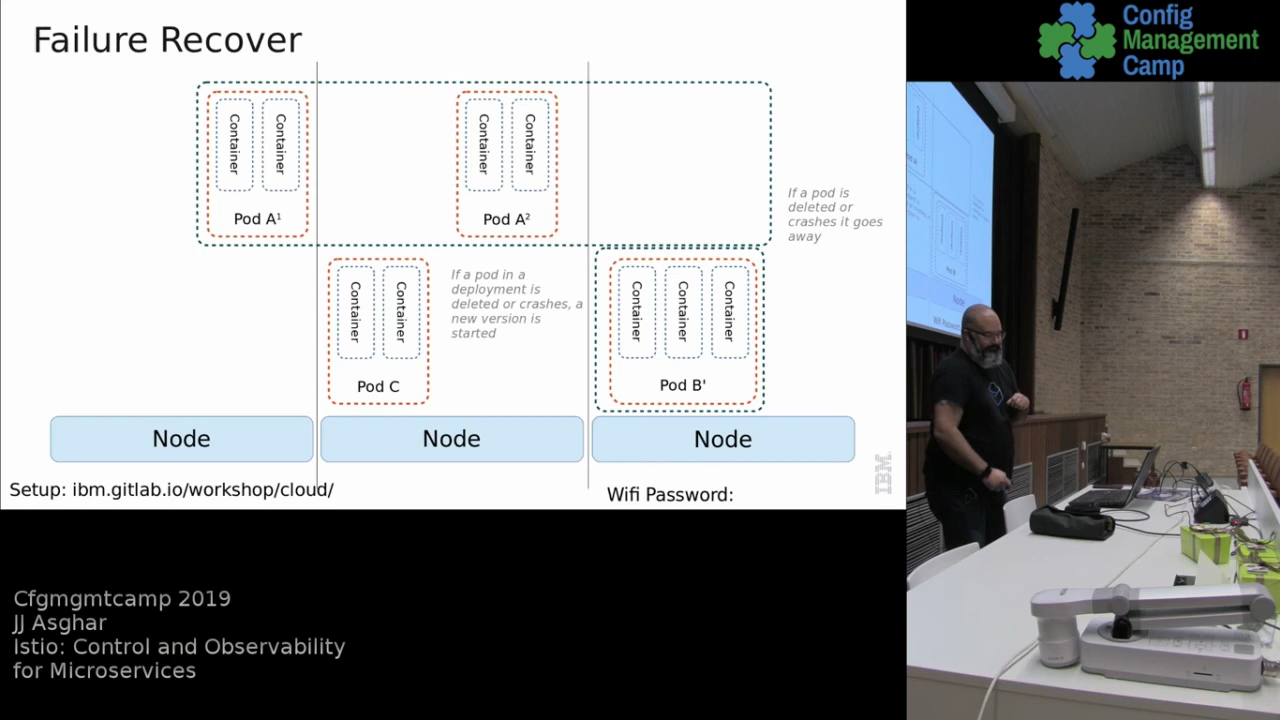 Failure Recover
Container
Container
Pod A¹
Container
Container
Pod A²
If a pod is
deleted or
crashes it goes
away
Container
Container
Pod C
If a pod in a
deployment is
deleted or crashes, a
new version is
started
Container
Container
Container
Pod B'
Node
Node
Node
IBM
Setup: ibm.gitlab.io/workshop/cloud/
Wifi Password:
Config
Management
Camp
Node
Cfgmgmtcamp 2019
JJ Asghar
Istio: Control and Observability
for Microservices